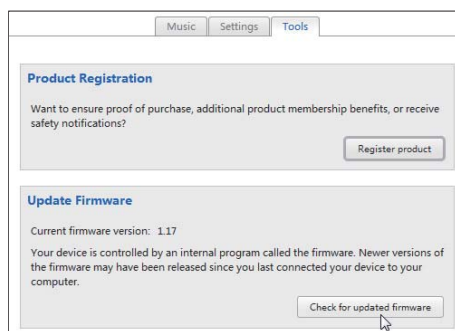 Music Settings Tools
Product Registration
Want to ensure proof of purchase, additional product membership benefits, or receive
safety notifications?
Register product
Update Firmware
Current firmware version: 1.17
Your device is controlled by an internal program called the firmware. Newer versions of
the firmware may have been released since you last connected your device to your
computer.
Check for updated firmware